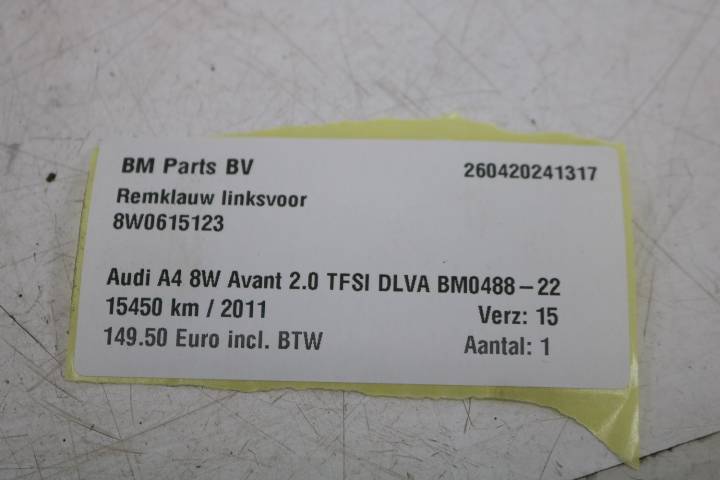 BM Parts BV 260420241317
Remklauw linksvoor
8W0615123
Audi A4 8W Avant 2.0 TFSI DLVA BM0488-22
15450 km / 2011 Verz: 15
149.50 Euro incl. BTW Aantal: 1